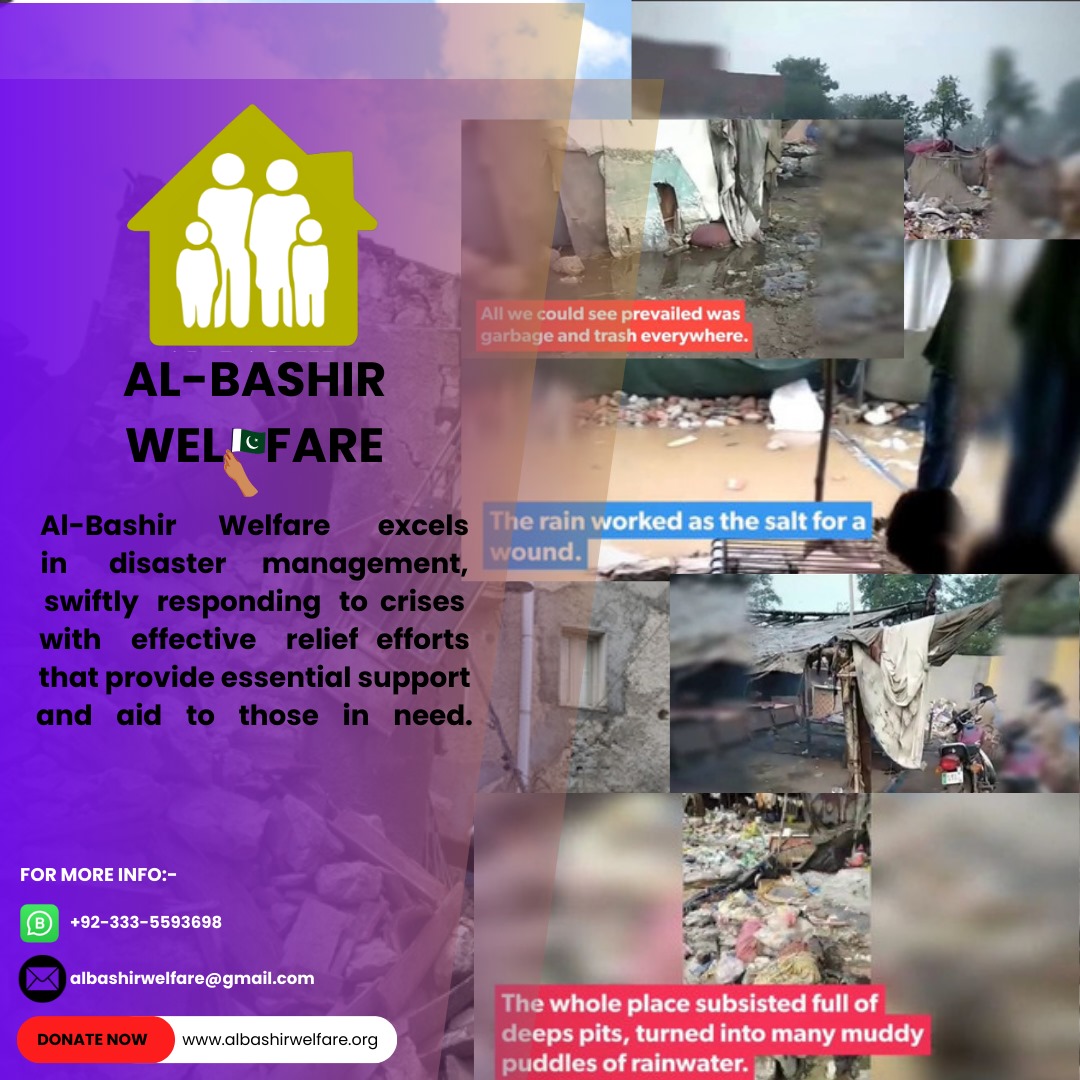 AL-BASHIR
WELFARE
Al-Bashir Welfare excels
in disaster management,
swiftly responding to crises
with effective relief efforts
that provide essential support
and aid to those in need.
FOR MORE INFO:-
B
+92-333-5593698
albashirwelfare@gmail.com
DONATE NOW
www.albashirwelfare.org
All we could see prevailed was
garbage and trash everywhere.
The rain worked as the salt for a
wound.
The whole place subsisted full of
deeps pits, turned into many muddy
puddles of rainwater.